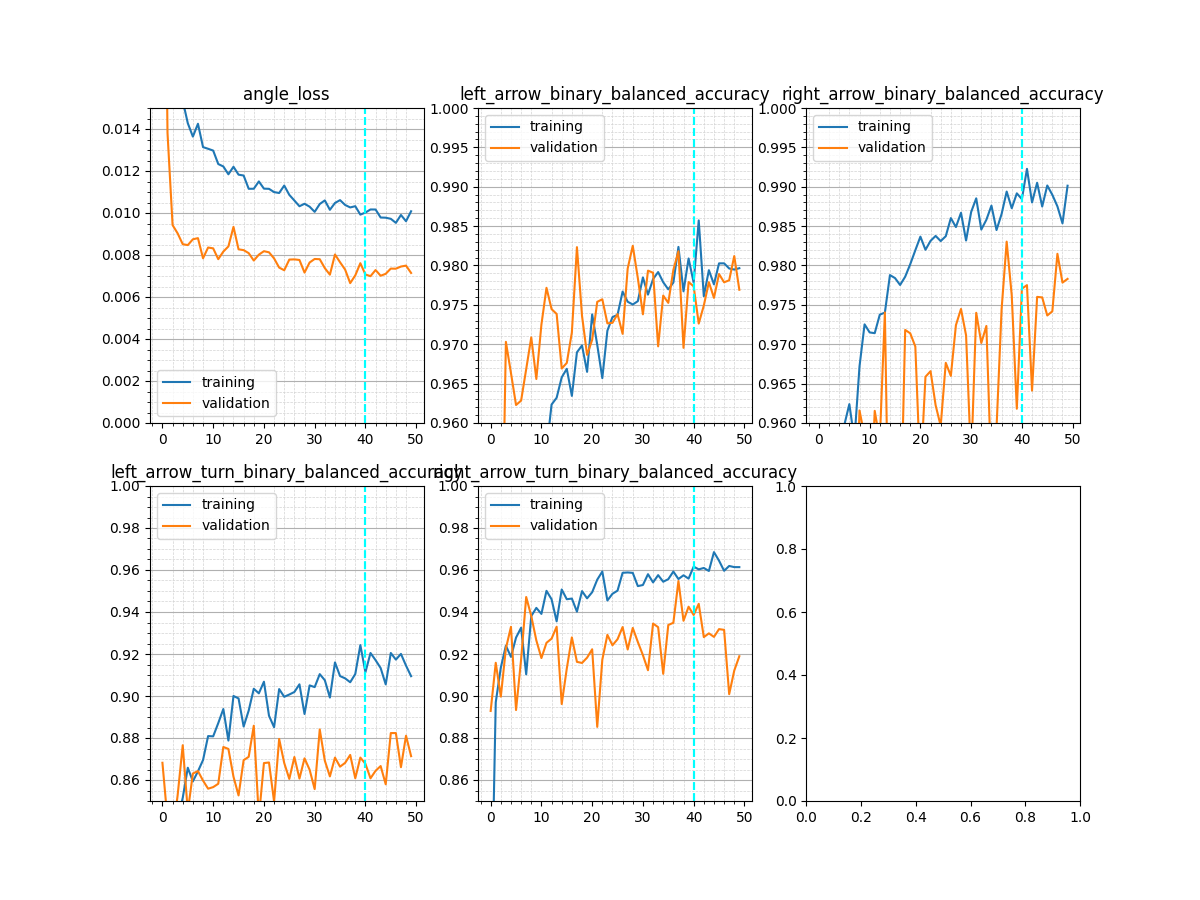 angle_loss
0.014
0.012
0.010
0.008
0.006
0.004
0.002
0.000
training
validation
0 10 20 30 40 50
left_arrow_binary_balanced_accuracy
1.000
0.995
0.990
0.985
0.980
0.975
0.970
0.965
0.960
training
validation
0 10 20 30 40 50
right_arrow_binary_balanced_accuracy
1.000
0.995
0.990
0.985
0.980
0.975
0.970
0.965
0.960
training
validation
0 10 20 30 40 50
left_arrow_turn_binary_balanced_accuracy
1.00
0.98
0.96
0.94
0.92
0.90
0.88
0.86
training
validation
0 10 20 30 40 50
right_arrow_turn_binary_balanced_accuracy
1.00
0.98
0.96
0.94
0.92
0.90
0.88
0.86
training
validation
0 10 20 30 40 50
1.0
0.8
0.6
0.4
0.2
0.0
0.0 0.2 0.4 0.6 0.8 1.0